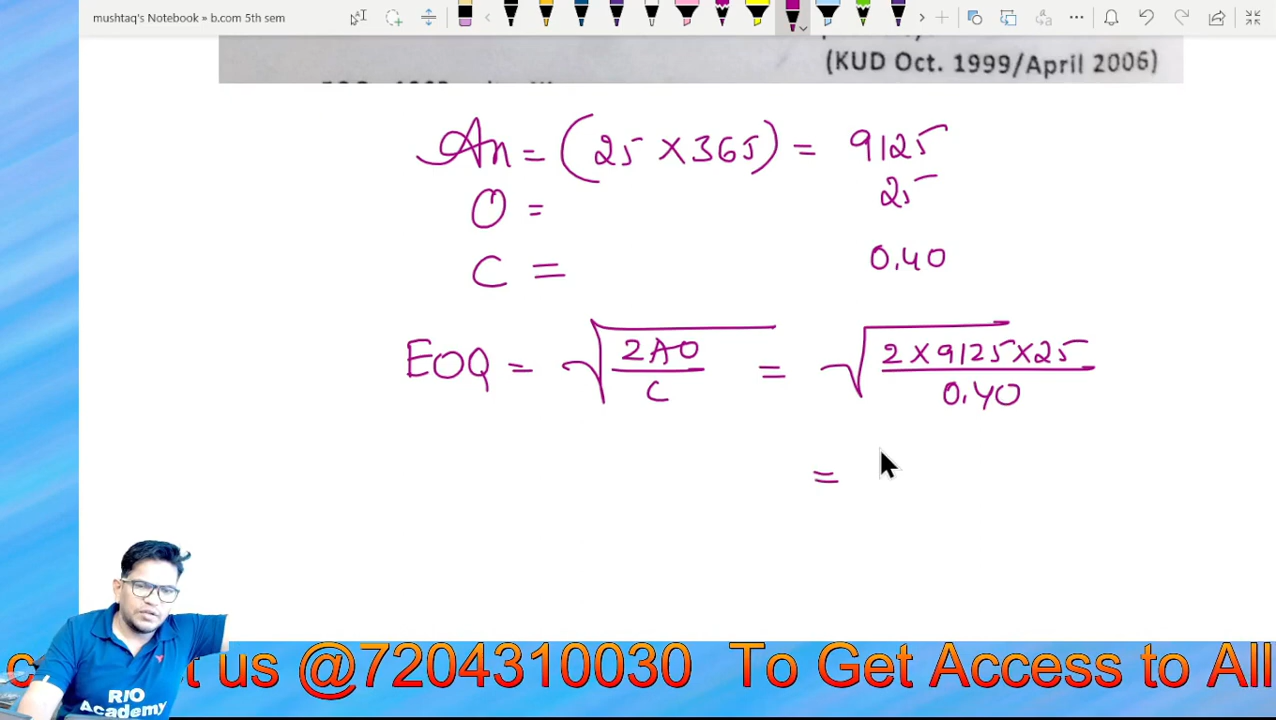 mushtaq's Notebook » b.com 5th sem
(KUD Oct. 1999/April 2006)
An = (25 × 365) = 9125
O = 25
C = 0.40
EOQ = √2AO/C = √2×9125×25/0.40
=
RIO
Academy
us @7204310030 To Get Access to All